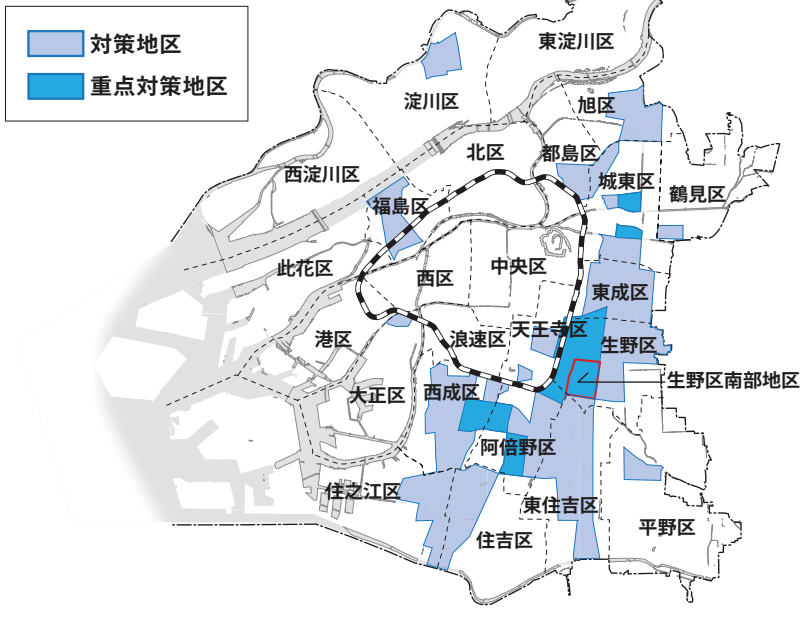 対策地区
重点対策地区
東淀川区
淀川区
旭区
北区
都島区
西淀川区
城東区
鶴見区
福島区
此花区
西区
中央区
東成区
港区
浪速区
天王寺区
生野区
生野区南部地区
大正区
西成区
阿倍野区
住之江区
東住吉区
住吉区
平野区